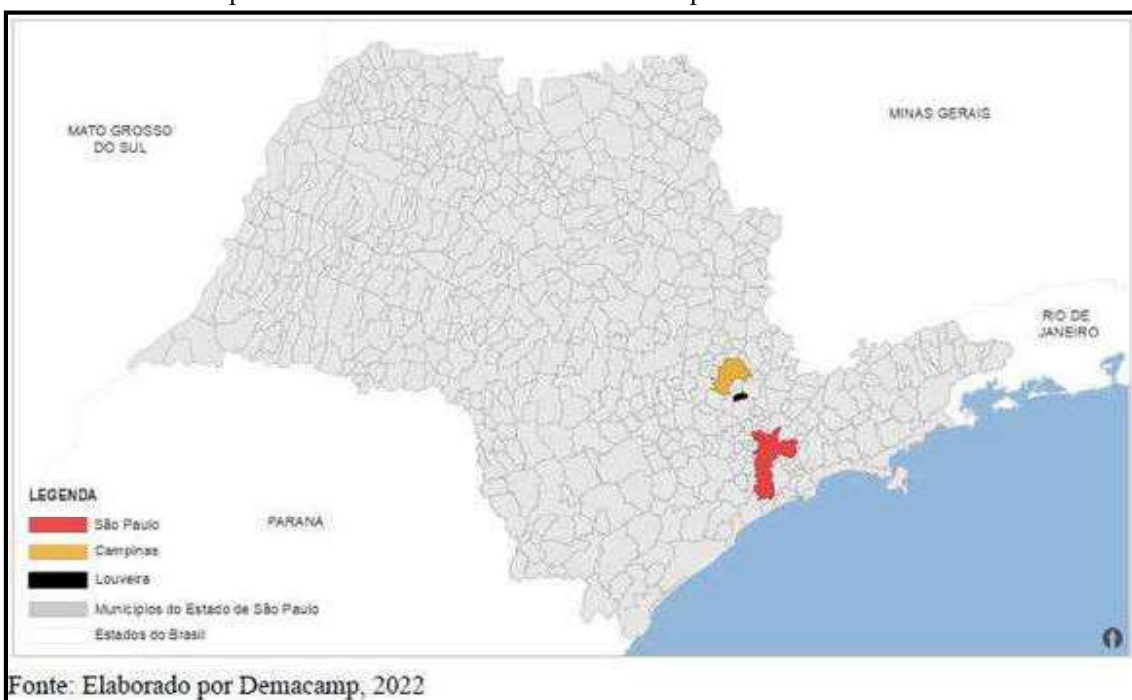 MATO GROSSO
DO SUL
MINAS GERAIS
RIO DE
JANEIRO
PARANÁ
LEGENDA
São Paulo
Campinas
Louveira
Municípios do Estado de São Paulo
Estados do Brasil
Fonte: Elaborado por Demacamp, 2022